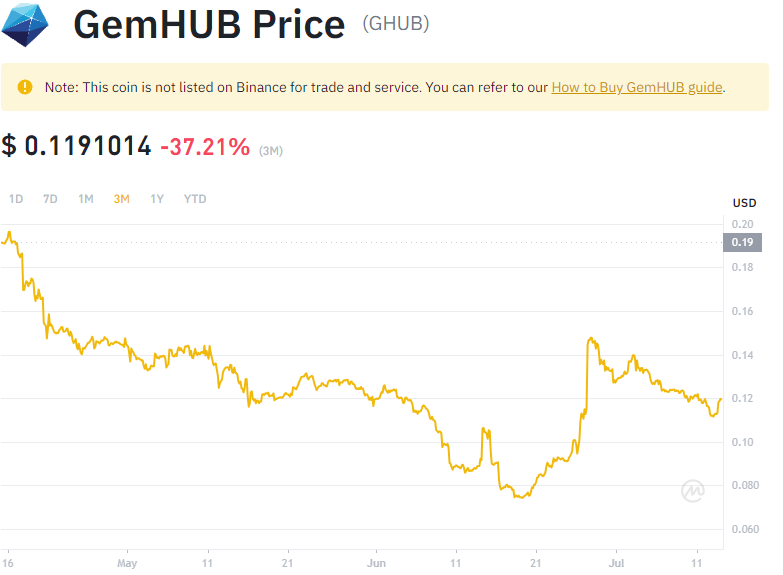 GemHUB Price (GHUB)
Note: This coin is not listed on Binance for trade and service. You can refer to our How to Buy GemHUB guide.
$ 0.1191014 -37.21% (3M)
1D 7D 1M 3M 1Y YTD
USD
0.20
0.19
0.18
0.16
0.14
0.12
0.10
0.080
0.060
16 May 11 21 Jun 11 21 Jul 11